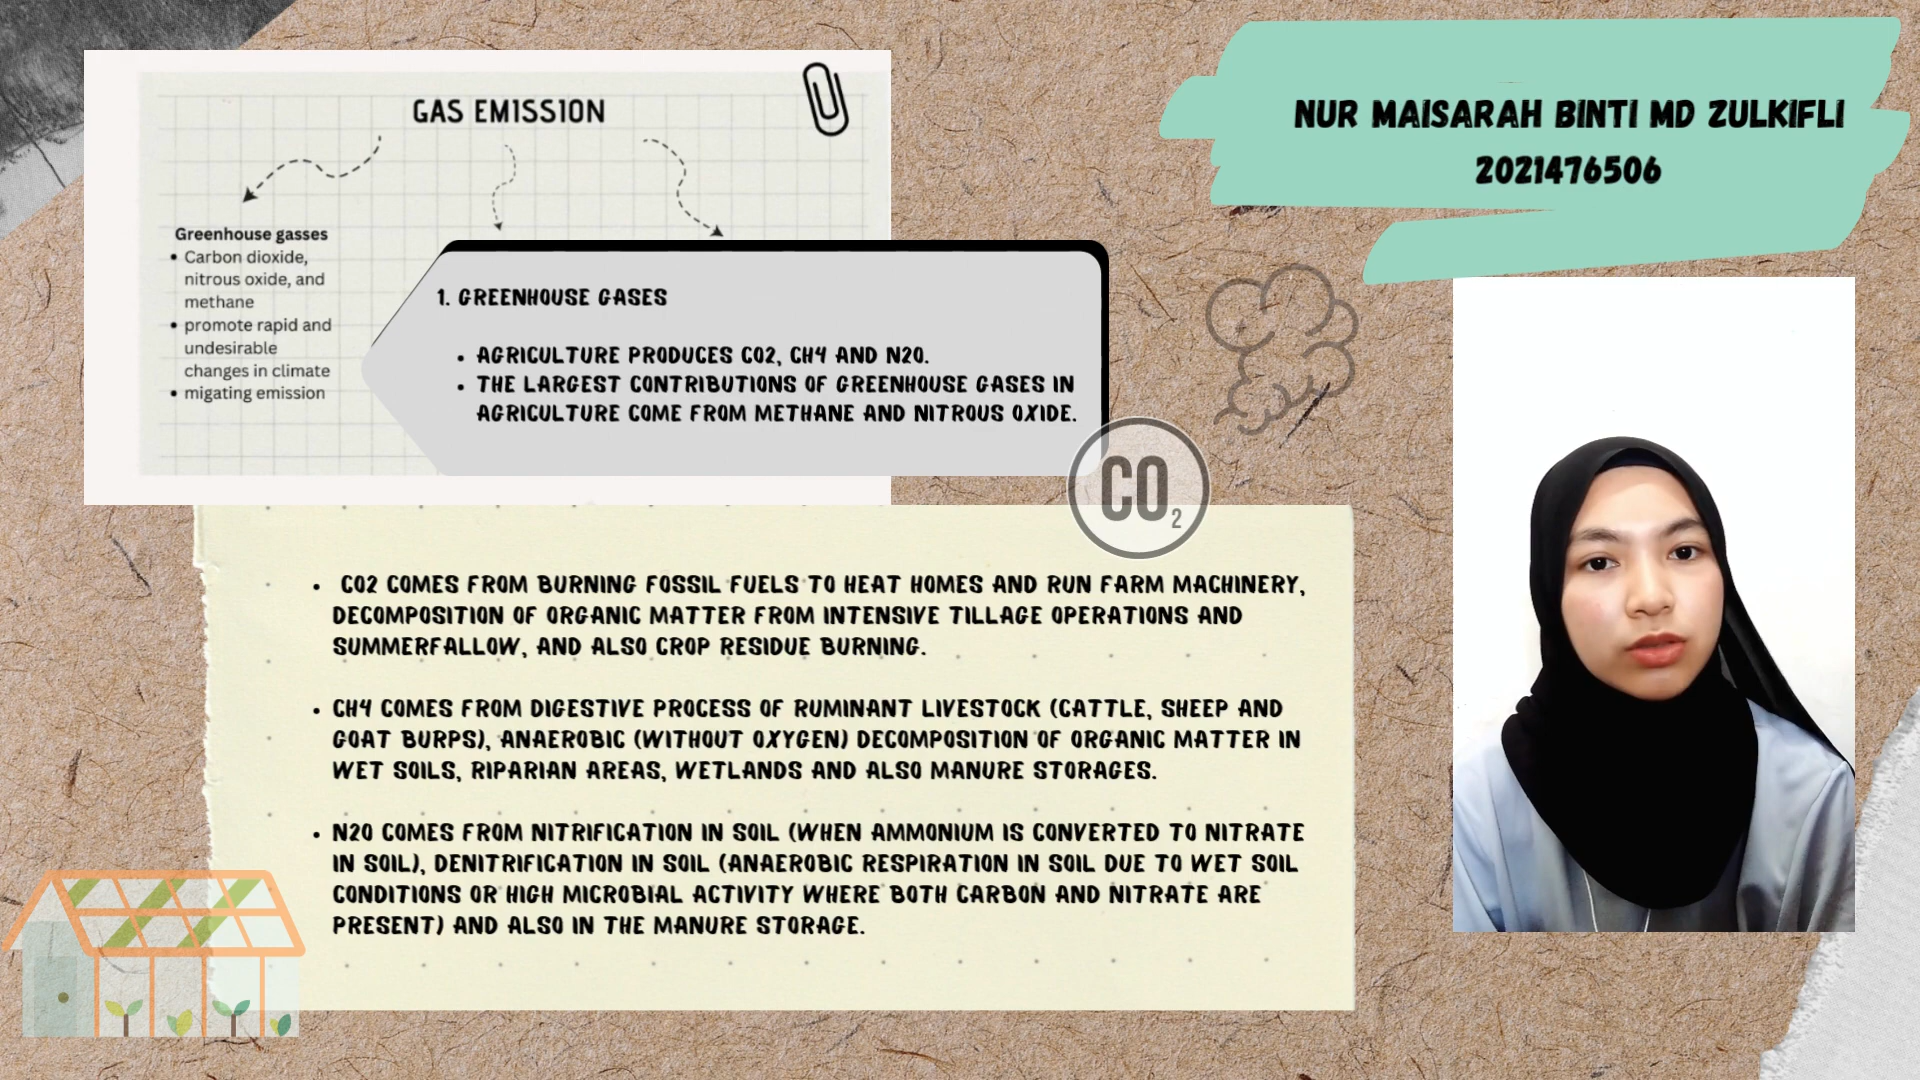 GAS EMISSION
Greenhouse gasses
• Carbon dioxide,
nitrous oxide, and
methane
• promote rapid and
undesirable
changes in climate
• migating emission
1. GREENHOUSE GASES
• AGRICULTURE PRODUCES CO2, CH4 AND N2O.
• THE LARGEST CONTRIBUTIONS OF GREENHOUSE GASES IN
AGRICULTURE COME FROM METHANE AND NITROUS OXIDE.
CO2
NUR MAISARAH BINTI MD ZULKIFLI
2021476506
• CO2 COMES FROM BURNING FOSSIL FUELS TO HEAT HOMES AND RUN FARM MACHINERY,
DECOMPOSITION OF ORGANIC MATTER FROM INTENSIVE TILLAGE OPERATIONS AND
SUMMERFALLOW, AND ALSO CROP RESIDUE BURNING.
• CH4 COMES FROM DIGESTIVE PROCESS OF RUMINANT LIVESTOCK (CATTLE, SHEEP AND
GOAT BURPS), ANAEROBIC (WITHOUT OXYGEN) DECOMPOSITION OF ORGANIC MATTER IN
WET SOILS, RIPARIAN AREAS, WETLANDS AND ALSO MANURE STORAGES.
• N2O COMES FROM NITRIFICATION IN SOIL (WHEN AMMONIUM IS CONVERTED TO NITRATE
IN SOIL), DENITRIFICATION IN SOIL (ANAEROBIC RESPIRATION IN SOIL DUE TO WET SOIL
CONDITIONS OR HIGH MICROBIAL ACTIVITY WHERE BOTH CARBON AND NITRATE ARE
PRESENT) AND ALSO IN THE MANURE STORAGE.